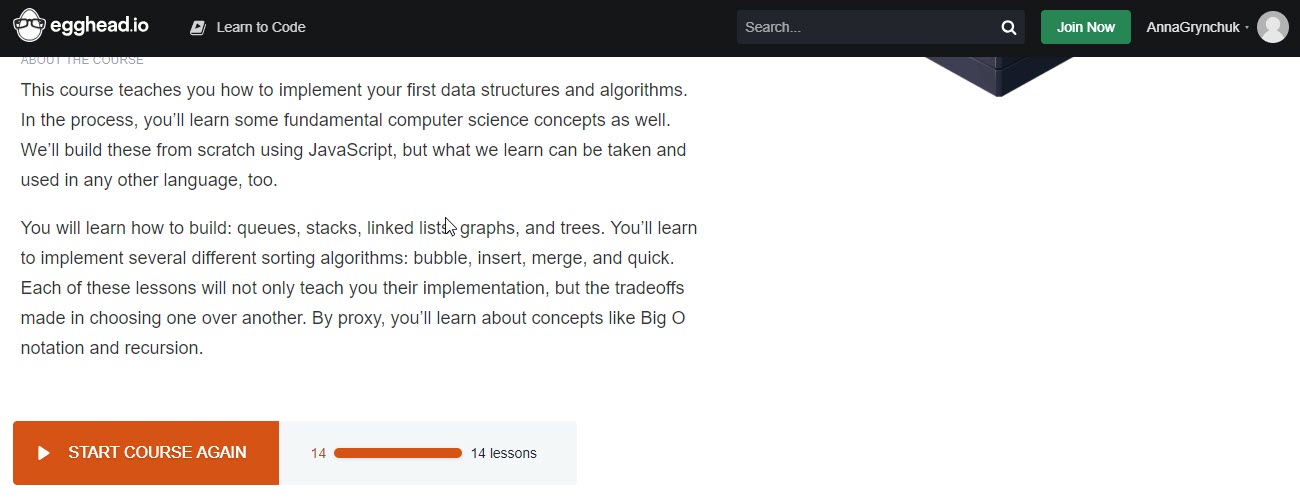 egghead.io
Learn to Code
Search...
Join Now
AnnaGrynchuk
ABOUT THE COURSE
This course teaches you how to implement your first data structures and algorithms.
In the process, you’ll learn some fundamental computer science concepts as well.
We’ll build these from scratch using JavaScript, but what we learn can be taken and
used in any other language, too.
You will learn how to build: queues, stacks, linked lists, graphs, and trees. You’ll learn
to implement several different sorting algorithms: bubble, insert, merge, and quick.
Each of these lessons will not only teach you their implementation, but the tradeoffs
made in choosing one over another. By proxy, you’ll learn about concepts like Big O
notation and recursion.
START COURSE AGAIN
14
14 lessons